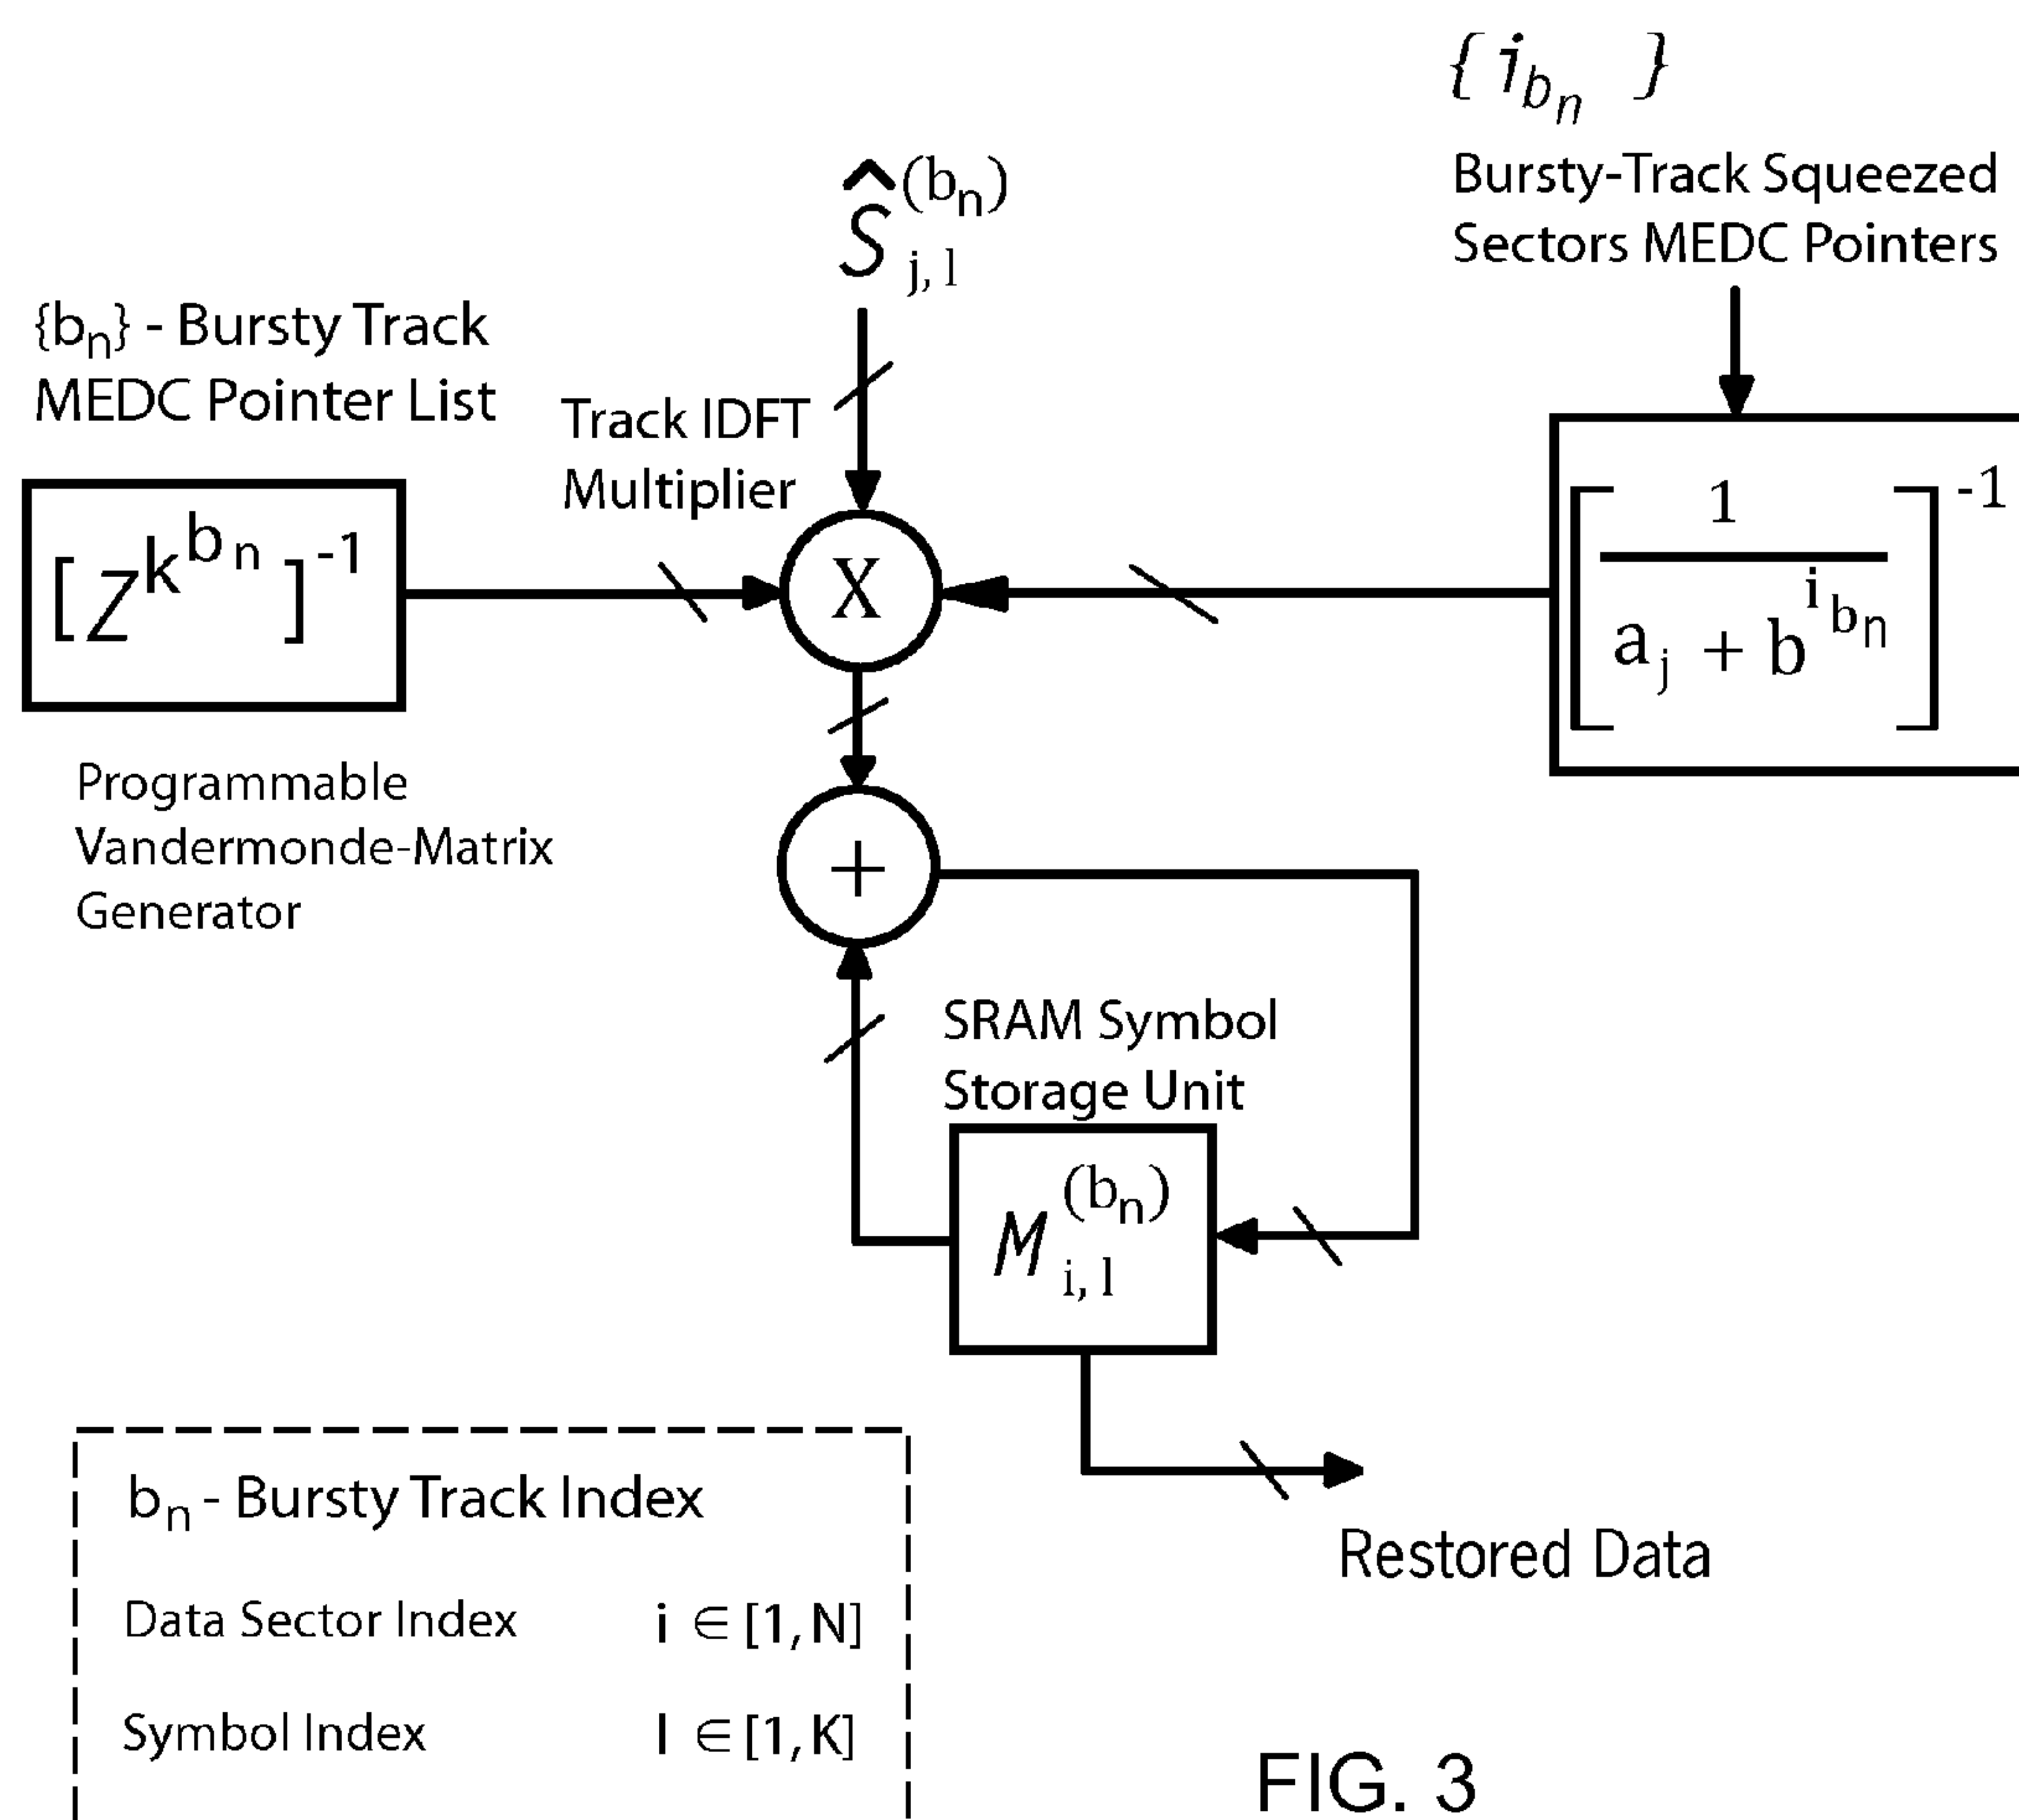 { i_{b_n} }
Bursty-Track Squeezed
Sectors MEDC Pointers
Ŝ_{j, l}^{(b_n)}
{b_n} - Bursty Track
MEDC Pointer List
Track IDFT
Multiplier
[Z^{k^{b_n}}]^{-1}
X
[1 / (a_j + b^{i_{b_n}})]^{-1}
Programmable
Vandermonde-Matrix
Generator
+
SRAM Symbol
Storage Unit
M_{i, l}^{(b_n)}
Restored Data
b_n - Bursty Track Index
Data Sector Index i ∈ [1, N]
Symbol Index l ∈ [1, K]
FIG. 3